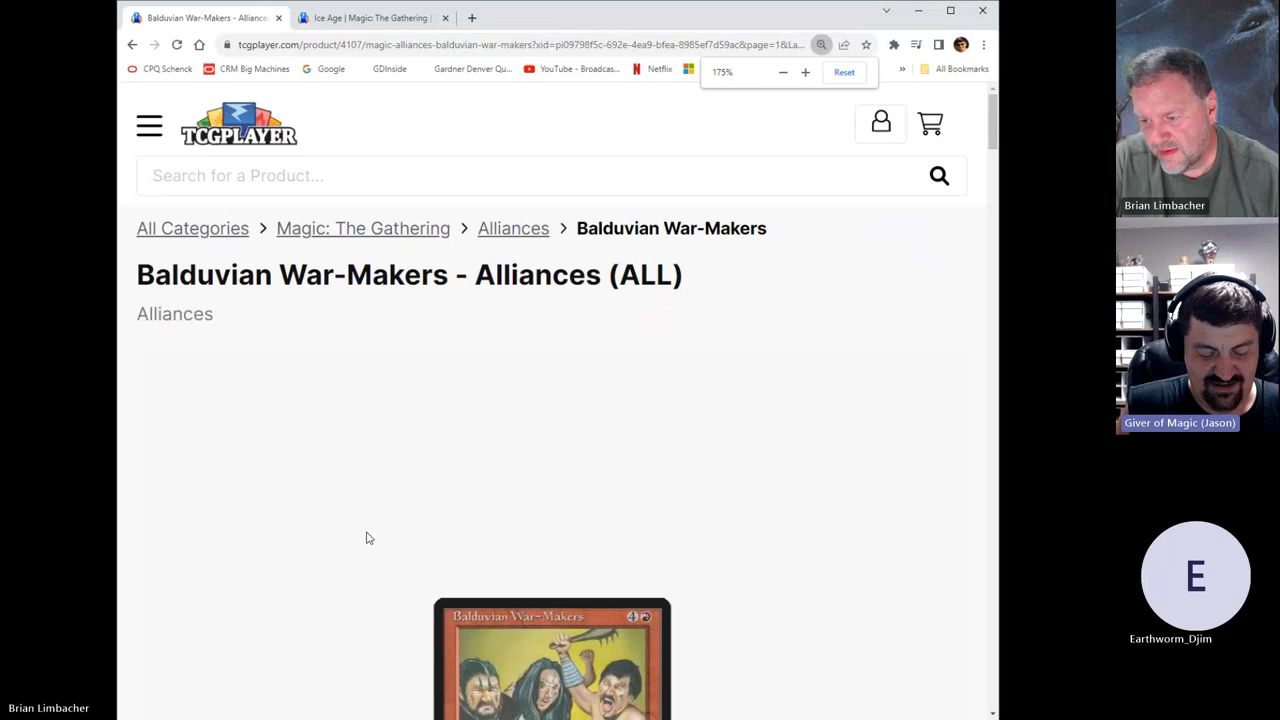 Balduvian War-Makers - Alliance
Ice Age | Magic: The Gathering |
tcgplayer.com/product/4107/magic-alliances-balduvian-war-makers?xid=pi09798f5c-692e-4ea9-bfea-8985ef7d59ac&page=1&La...
CPQ Schenck
CRM Big Machines
Google
GDInside
Gardner Denver Qu...
YouTube - Broadcas...
Netflix
»
All Bookmarks
175%
Reset
TCGPLAYER
Search for a Product...
All Categories > Magic: The Gathering > Alliances > Balduvian War-Makers
Balduvian War-Makers - Alliances (ALL)
Alliances
Balduvian War-Makers 4
Brian Limbacher
Giver of Magic (Jason)
E
Earthworm_Djim
Brian Limbacher